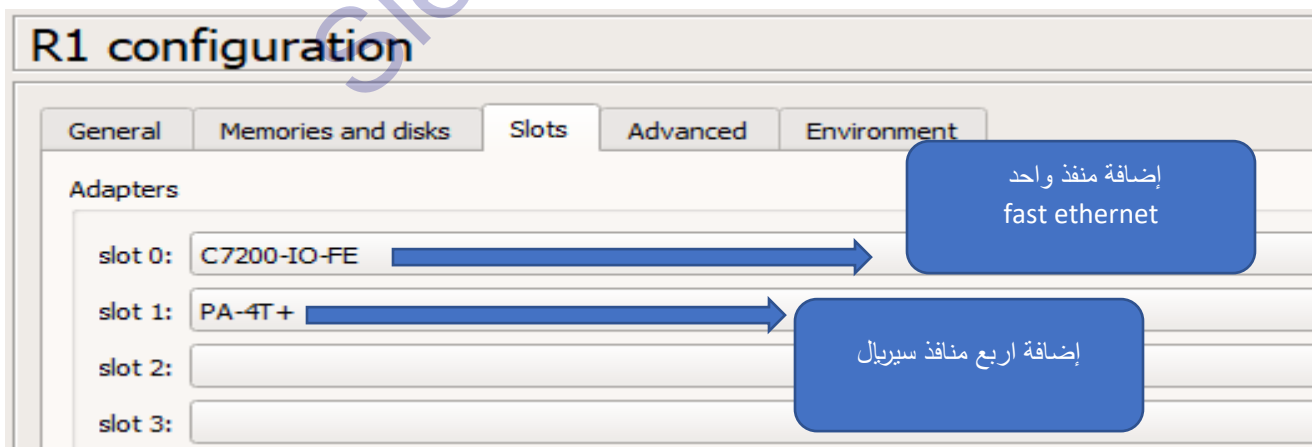 R1 configuration
General Memories and disks Slots Advanced Environment
Adapters
إضافة منفذ واحد
fast ethernet
slot 0: C7200-IO-FE
slot 1: PA-4T+
إضافة اربع منافذ سيريإل
slot 2:
slot 3: